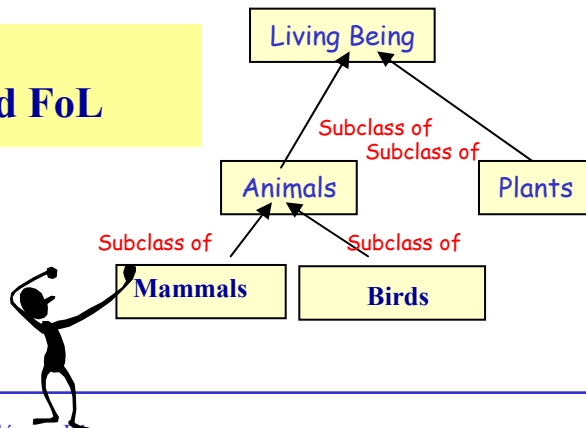 Living Being
d FoL
Subclass of
Subclass of
Animals
Plants
Subclass of
Subclass of
Mammals
Birds